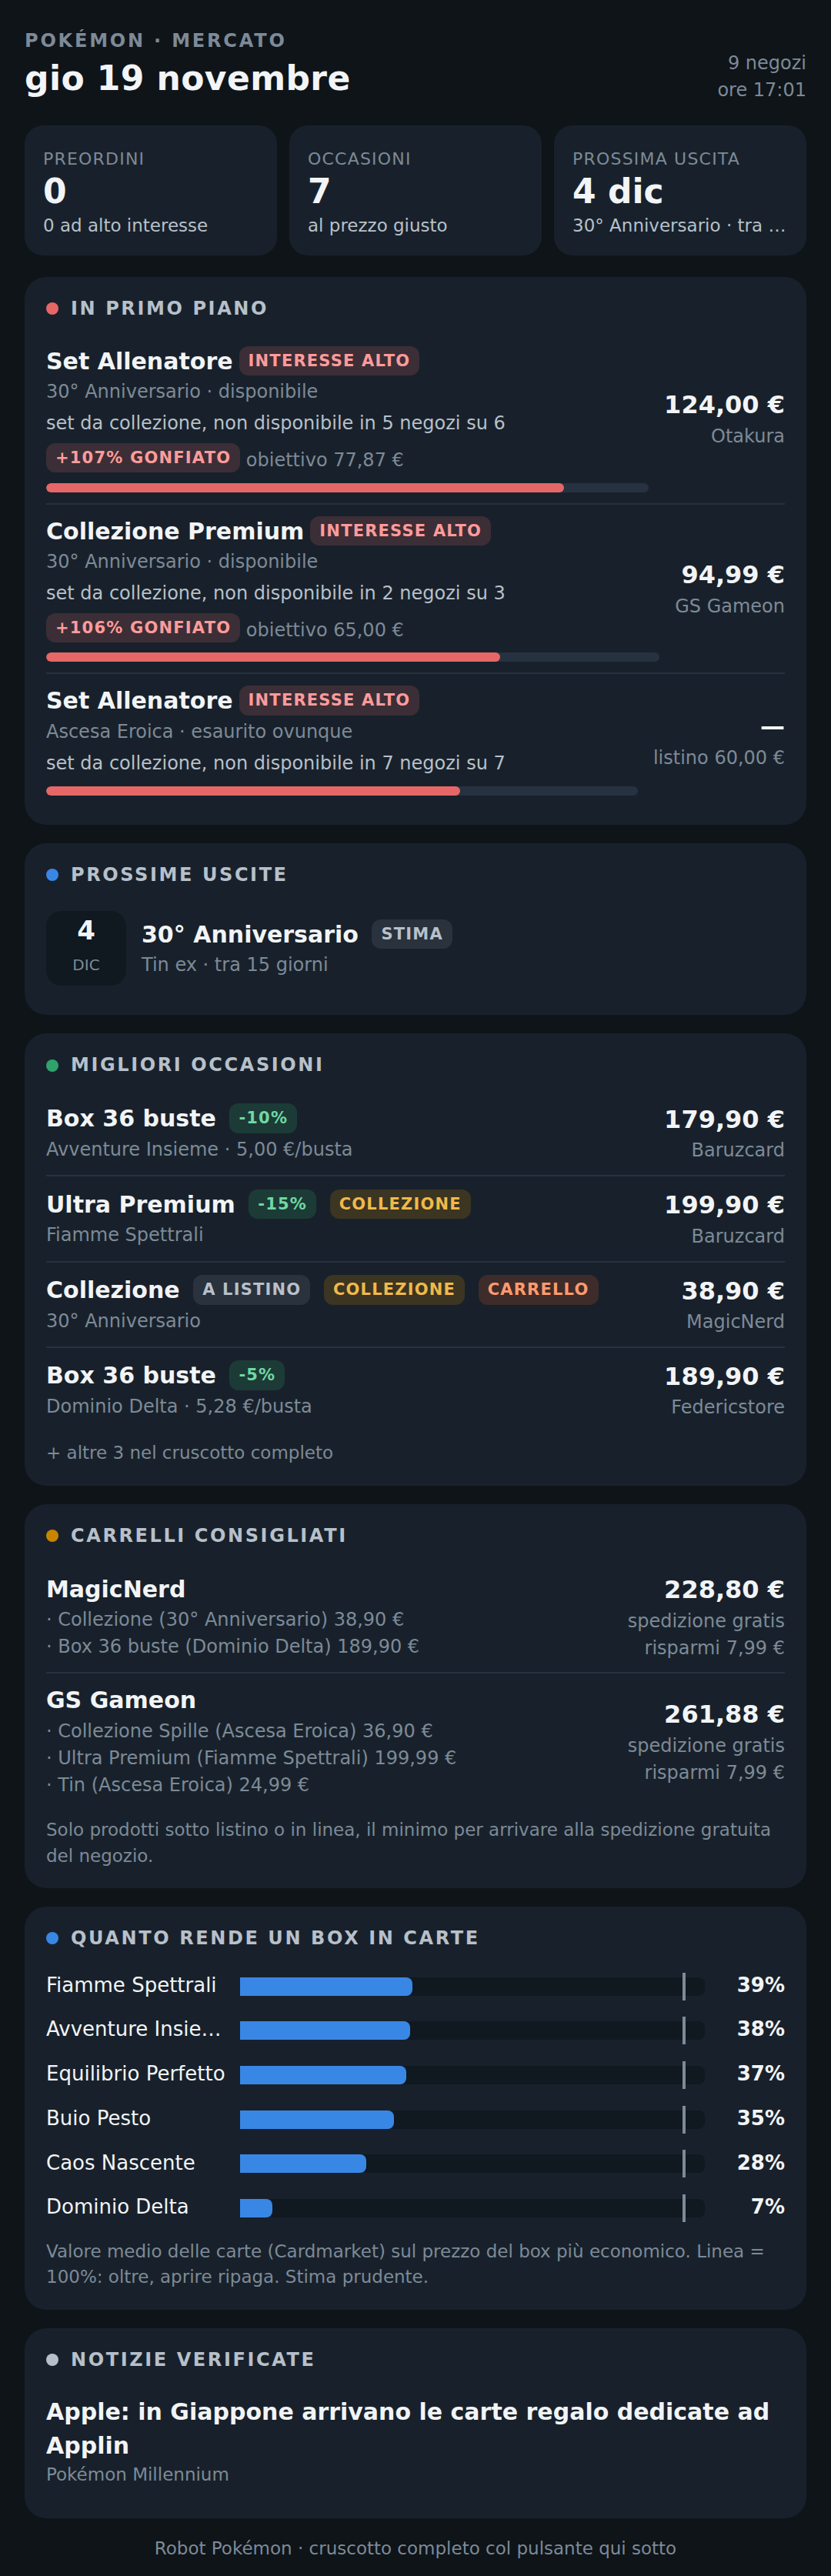 POKÉMON · MERCATO
gio 19 novembre
9 negozi
ore 17:01
PREORDINI
0
0 ad alto interesse
OCCASIONI
7
al prezzo giusto
PROSSIMA USCITA
4 dic
30° Anniversario · tra …
IN PRIMO PIANO
Set Allenatore INTERESSE ALTO
30° Anniversario · disponibile
set da collezione, non disponibile in 5 negozi su 6
+107% GONFIATO obiettivo 77,87 €
124,00 €
Otakura
Collezione Premium INTERESSE ALTO
30° Anniversario · disponibile
set da collezione, non disponibile in 2 negozi su 3
+106% GONFIATO obiettivo 65,00 €
94,99 €
GS Gameon
Set Allenatore INTERESSE ALTO
Ascesa Eroica · esaurito ovunque
set da collezione, non disponibile in 7 negozi su 7
—
listino 60,00 €
PROSSIME USCITE
4
DIC
30° Anniversario STIMA
Tin ex · tra 15 giorni
MIGLIORI OCCASIONI
Box 36 buste -10%
Avventure Insieme · 5,00 €/busta
179,90 €
Baruzcard
Ultra Premium -15% COLLEZIONE
Fiamme Spettrali
199,90 €
Baruzcard
Collezione A LISTINO COLLEZIONE CARRELLO
30° Anniversario
38,90 €
MagicNerd
Box 36 buste -5%
Dominio Delta · 5,28 €/busta
189,90 €
Federicstore
+ altre 3 nel cruscotto completo
CARRELLI CONSIGLIATI
MagicNerd
· Collezione (30° Anniversario) 38,90 €
· Box 36 buste (Dominio Delta) 189,90 €
228,80 €
spedizione gratis
risparmi 7,99 €
GS Gameon
· Collezione Spille (Ascesa Eroica) 36,90 €
· Ultra Premium (Fiamme Spettrali) 199,99 €
· Tin (Ascesa Eroica) 24,99 €
261,88 €
spedizione gratis
risparmi 7,99 €
Solo prodotti sotto listino o in linea, il minimo per arrivare alla spedizione gratuita
del negozio.
QUANTO RENDE UN BOX IN CARTE
Fiamme Spettrali 39%
Avventure Insie… 38%
Equilibrio Perfetto 37%
Buio Pesto 35%
Caos Nascente 28%
Dominio Delta 7%
Valore medio delle carte (Cardmarket) sul prezzo del box più economico. Linea =
100%: oltre, aprire ripaga. Stima prudente.
NOTIZIE VERIFICATE
Apple: in Giappone arrivano le carte regalo dedicate ad
Applin
Pokémon Millennium
Robot Pokémon · cruscotto completo col pulsante qui sotto